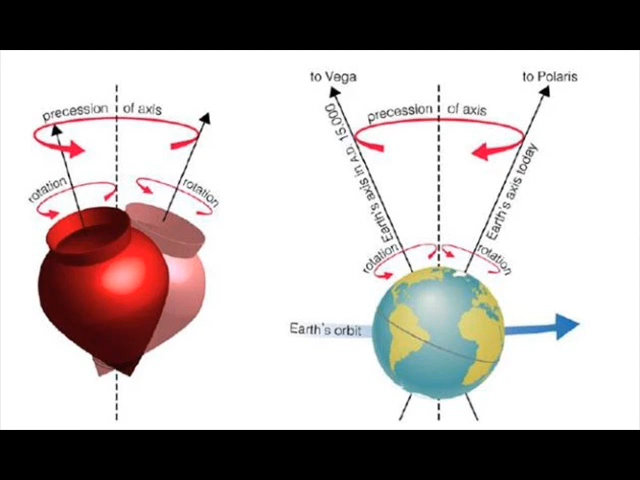 precession of axis
rotation
rotation
to Vega
to Polaris
precession of axis
Earth's axis in A.D. 15,000
Earth's axis today
rotation
rotation
Earth's orbit